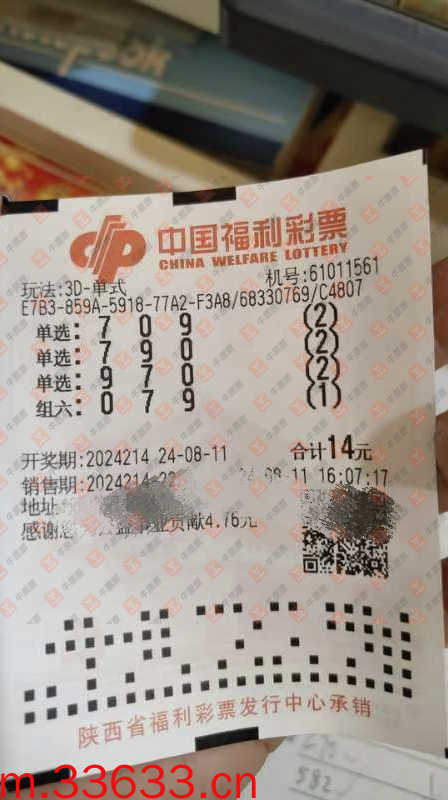 中国福利彩票
CHINA WELFARE LOTTERY
玩法:3D-单式 机号:61011561
E7B3-859A-5918-77A2-F3A8/68330769/C4807
单选: 7 0 9 (2)
单选: 7 9 0 (2)
单选: 9 7 0 (2)
组六: 0 7 9 (1)
开奖期:2024214 24-08-11 合计14元
销售期:2024214-22 24-08-11 16:07:17
地址:
感谢您 业贡献4.76元
陕西省福利彩票发行中心承销
m.33633.cn
582